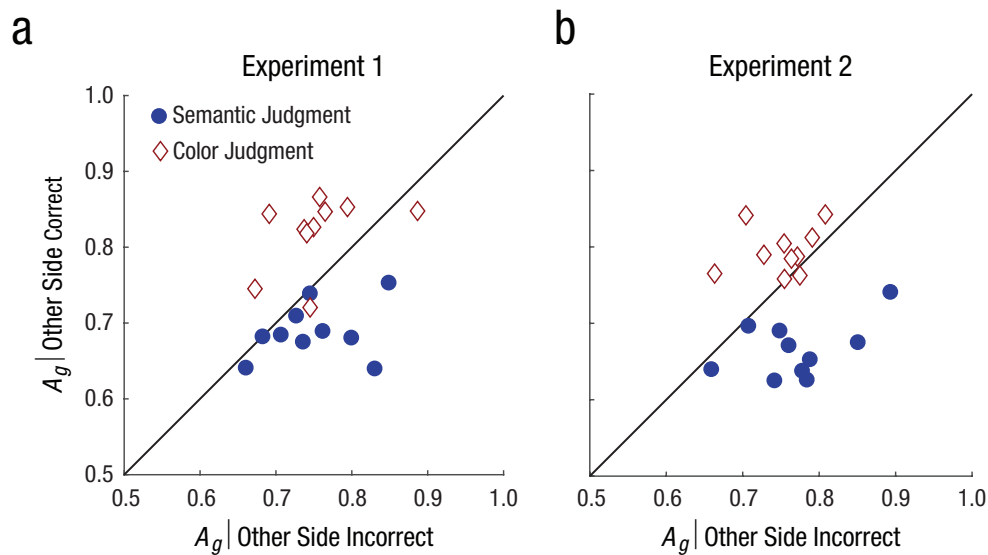 a
Experiment 1
Semantic Judgment
Color Judgment
A_g | Other Side Correct
1.0
0.9
0.8
0.7
0.6
0.5
0.5 0.6 0.7 0.8 0.9 1.0
A_g | Other Side Incorrect
b
Experiment 2
0.5 0.6 0.7 0.8 0.9 1.0
A_g | Other Side Incorrect